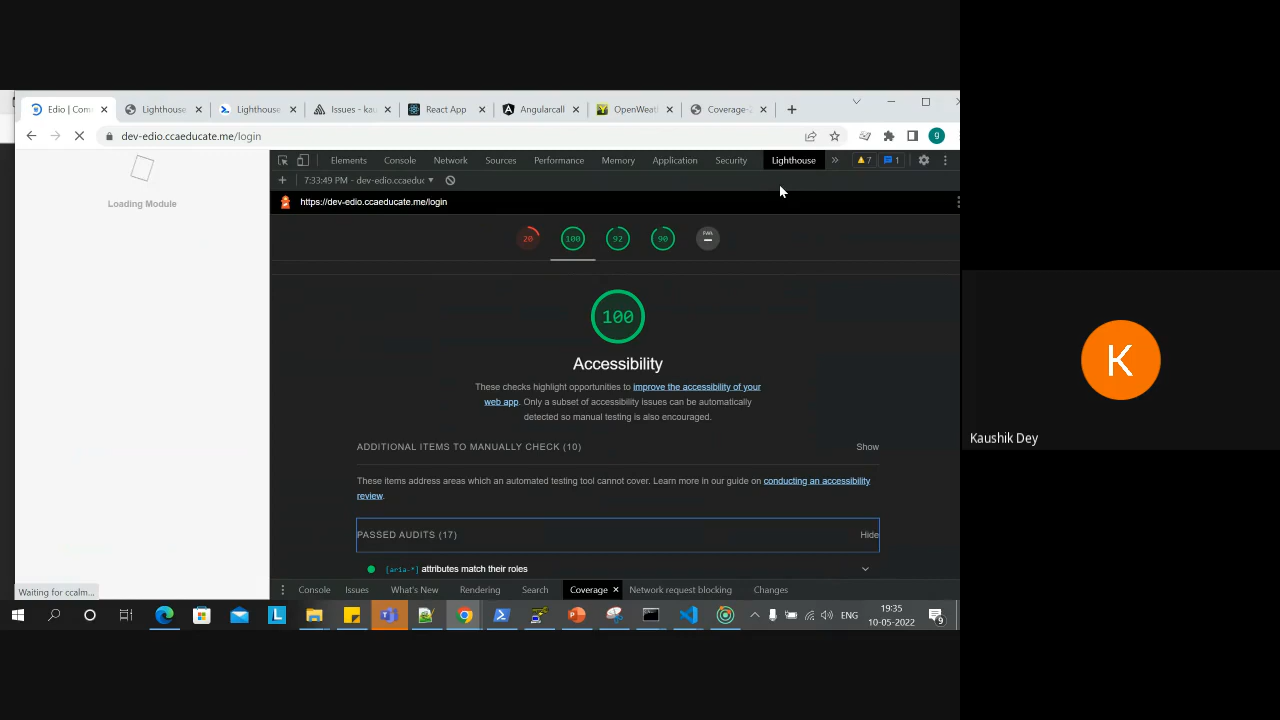 Edio | Com
Lighthouse
Lighthouse
Issues - kau
React App
Angularcall
OpenWeat
Coverage-
dev-edio.ccaeducate.me/login
g
Elements
Console
Network
Sources
Performance
Memory
Application
Security
Lighthouse
7
1
7:33:49 PM - dev-edio.ccaeduc
Loading Module
https://dev-edio.ccaeducate.me/login
20
100
92
90
PWA
100
Accessibility
These checks highlight opportunities to improve the accessibility of your
web app. Only a subset of accessibility issues can be automatically
detected so manual testing is also encouraged.
ADDITIONAL ITEMS TO MANUALLY CHECK (10)
Show
These items address areas which an automated testing tool cannot cover. Learn more in our guide on conducting an accessibility
review.
PASSED AUDITS (17)
Hide
[aria-*] attributes match their roles
K
Kaushik Dey
Waiting for ccalm...
Console
Issues
What's New
Rendering
Search
Coverage
Network request blocking
Changes
L
ENG
19:35
10-05-2022
9